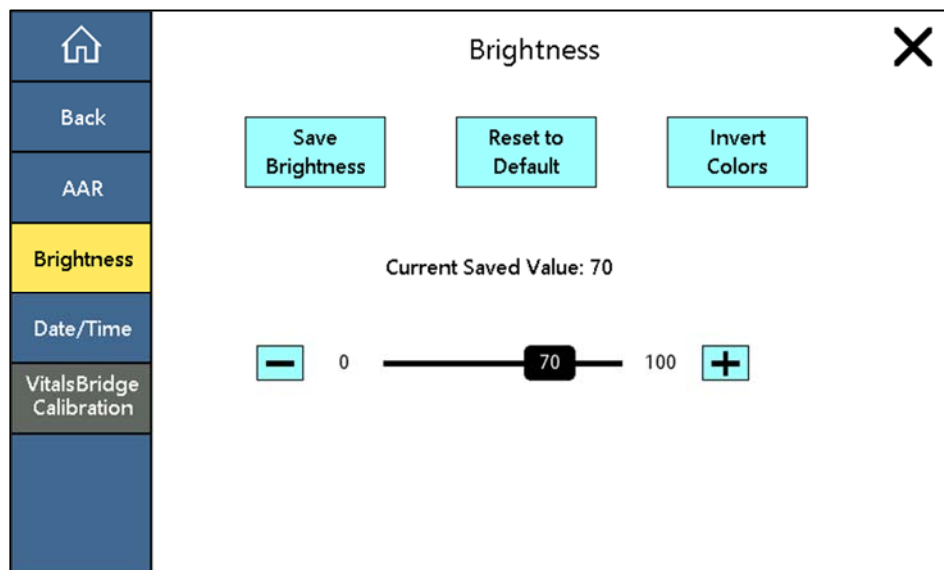 Brightness
Back
AAR
Brightness
Date/Time
VitalsBridge
Calibration
Save
Brightness
Reset to
Default
Invert
Colors
Current Saved Value: 70
0
70
100